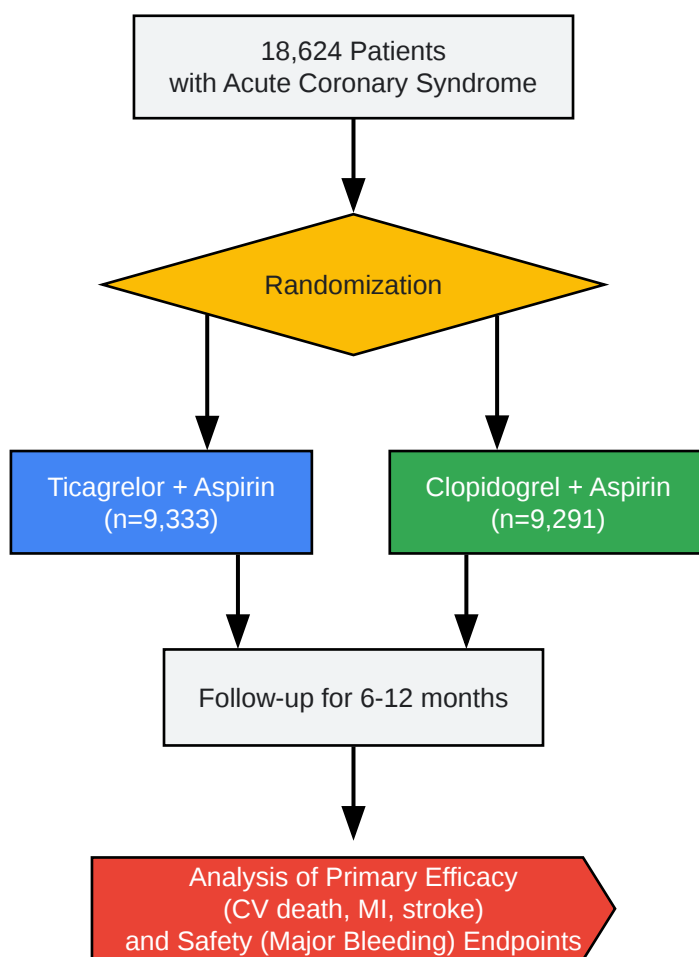 18,624 Patients
with Acute Coronary Syndrome
Randomization
Ticagrelor + Aspirin
(n=9,333)
Clopidogrel + Aspirin
(n=9,291)
Follow-up for 6-12 months
Analysis of Primary Efficacy
(CV death, MI, stroke)
and Safety (Major Bleeding) Endpoints